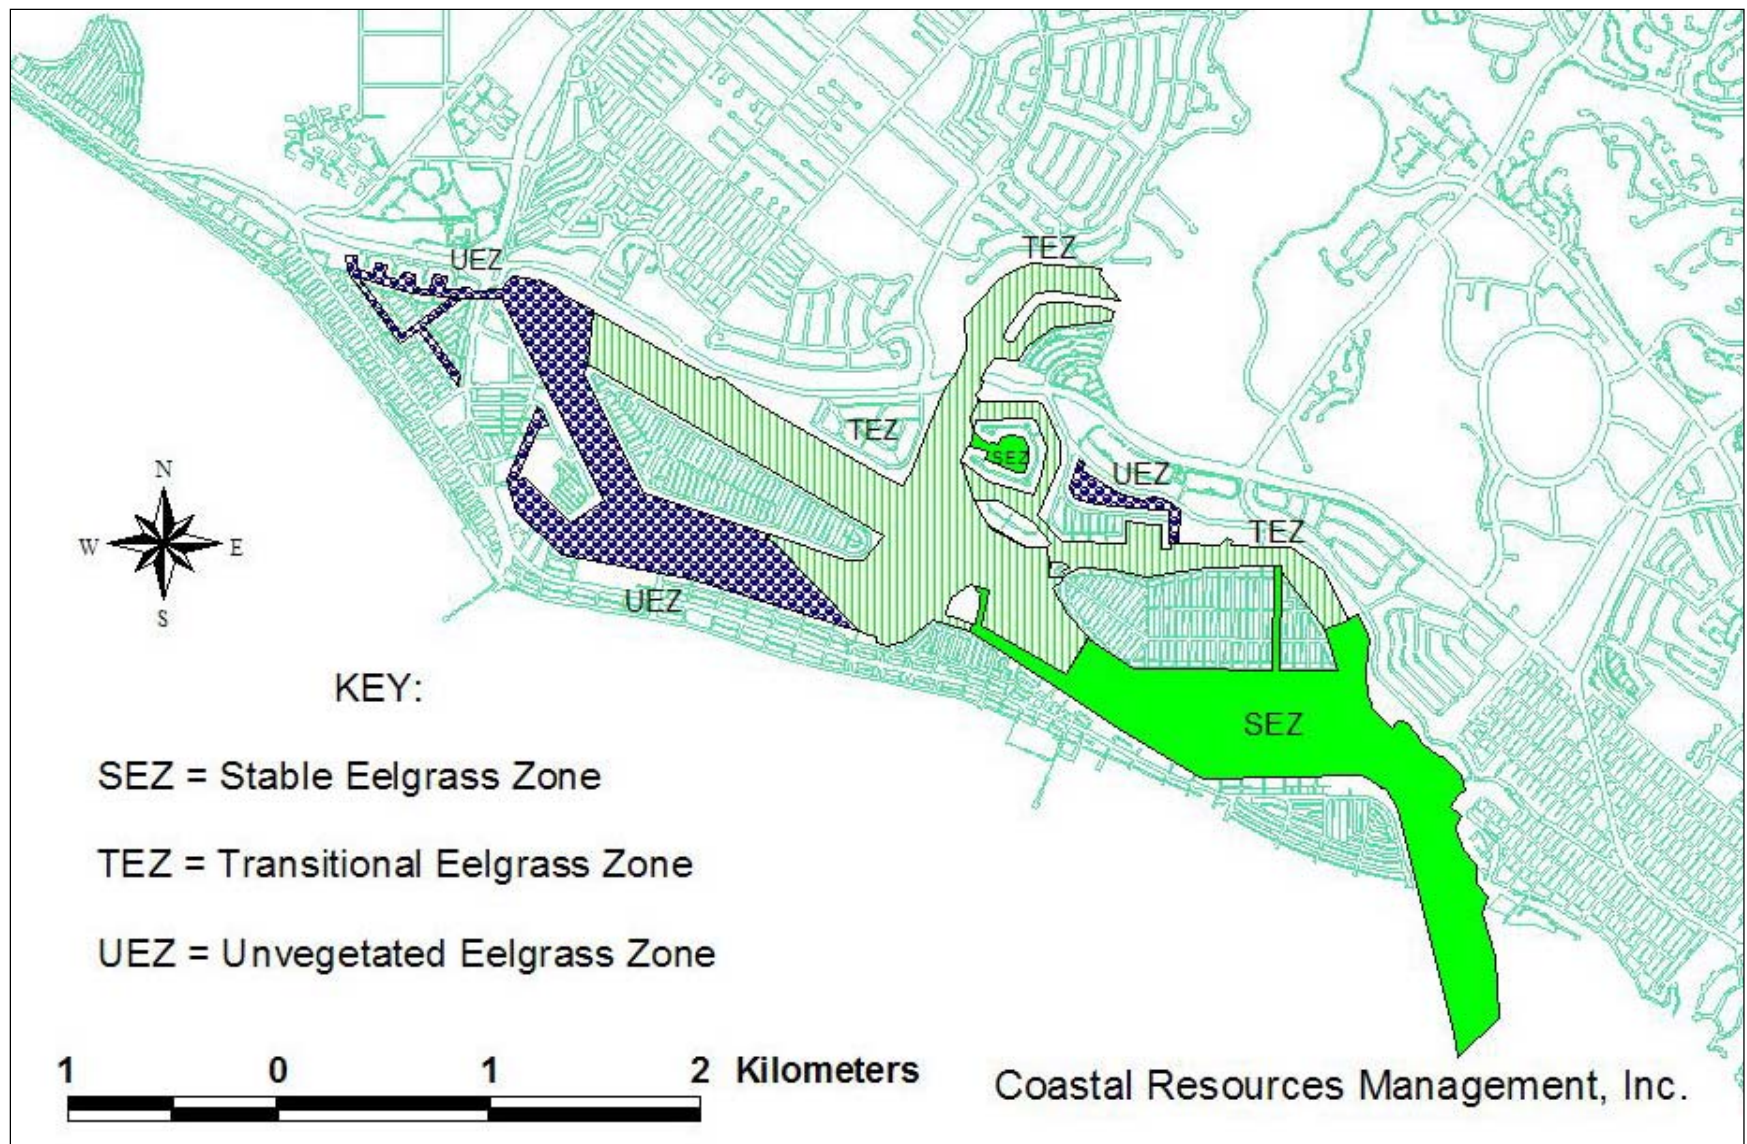 TEZ
UEZ
TEZ
SEZ
UEZ
TEZ
N
W E
S
UEZ
KEY:
SEZ
SEZ = Stable Eelgrass Zone
TEZ = Transitional Eelgrass Zone
UEZ = Unvegetated Eelgrass Zone
1 0 1 2 Kilometers
Coastal Resources Management, Inc.